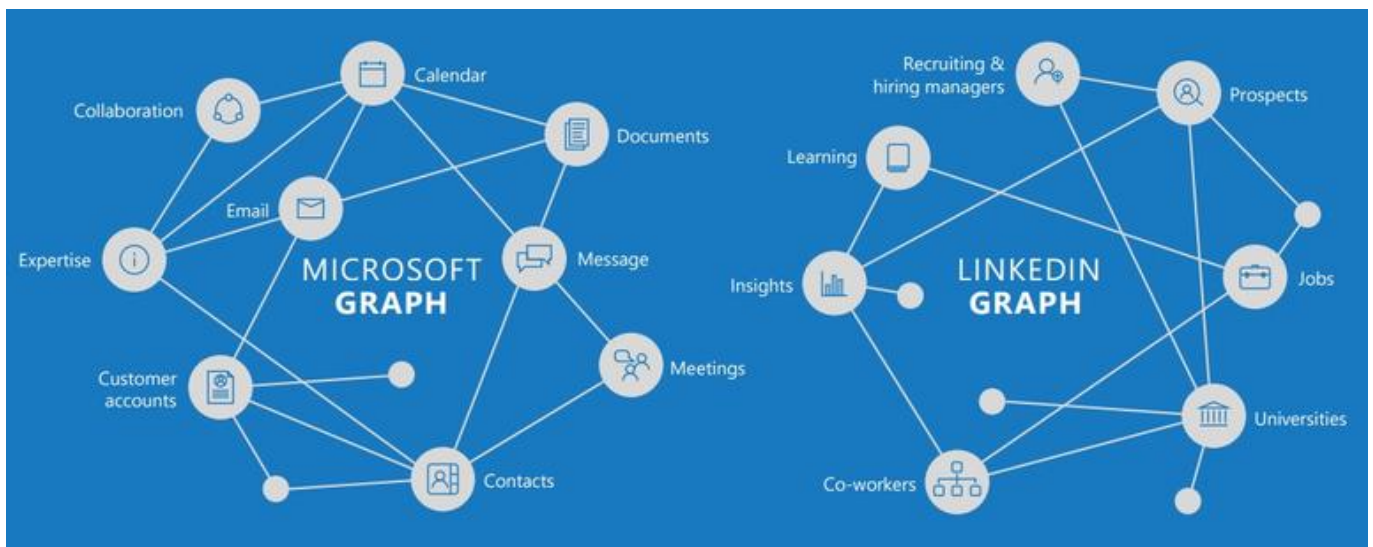 Calendar
Collaboration
Documents
Email
Expertise
MICROSOFT
GRAPH
Message
Customer
accounts
Meetings
Contacts
Recruiting &
hiring managers
Prospects
Learning
Insights
LINKEDIN
GRAPH
Jobs
Universities
Co-workers